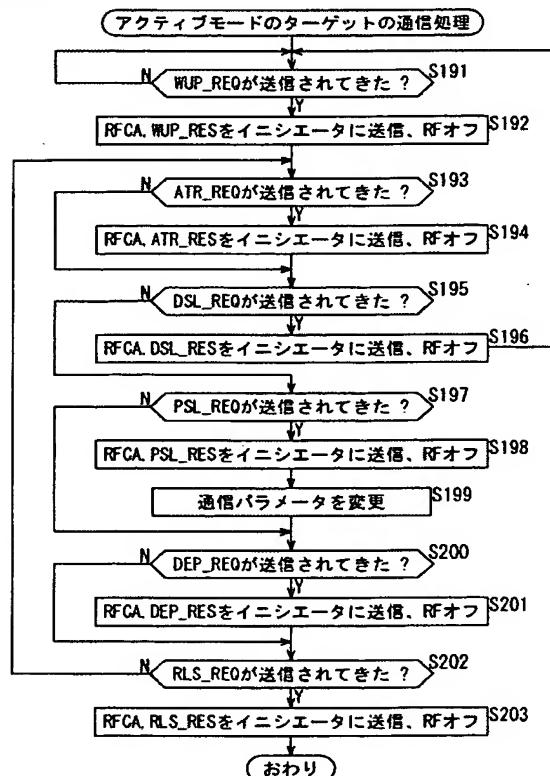 アクティブモードのターゲットの通信処理
N WUP_REQが送信されてきた ? S191
Y
RFCA, WUP_RESをイニシエータに送信、RFオフ S192
N ATR_REQが送信されてきた ? S193
Y
RFCA, ATR_RESをイニシエータに送信、RFオフ S194
N DSL_REQが送信されてきた ? S195
Y
RFCA, DSL_RESをイニシエータに送信、RFオフ S196
N PSL_REQが送信されてきた ? S197
Y
RFCA, PSL_RESをイニシエータに送信、RFオフ S198
通信パラメータを変更 S199
N DEP_REQが送信されてきた ? S200
Y
RFCA, DEP_RESをイニシエータに送信、RFオフ S201
N RLS_REQが送信されてきた ? S202
Y
RFCA, RLS_RESをイニシエータに送信、RFオフ S203
おわり